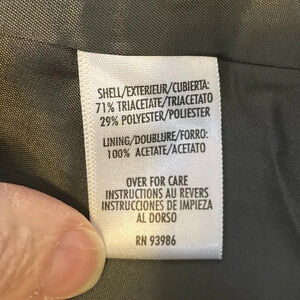 SHELL/EXTERIEUR/CUBIERTA:
71% TRIACETATE/TRIACETATO
29% POLYESTER/POLIESTER
LINING/DOUBLURE/FORRO:
100% ACETATE/ACETATO
OVER FOR CARE
INSTRUCTIONS AU REVERS
INSTRUCCIONES DE IMPIEZA
AL DORSO
RN 93986